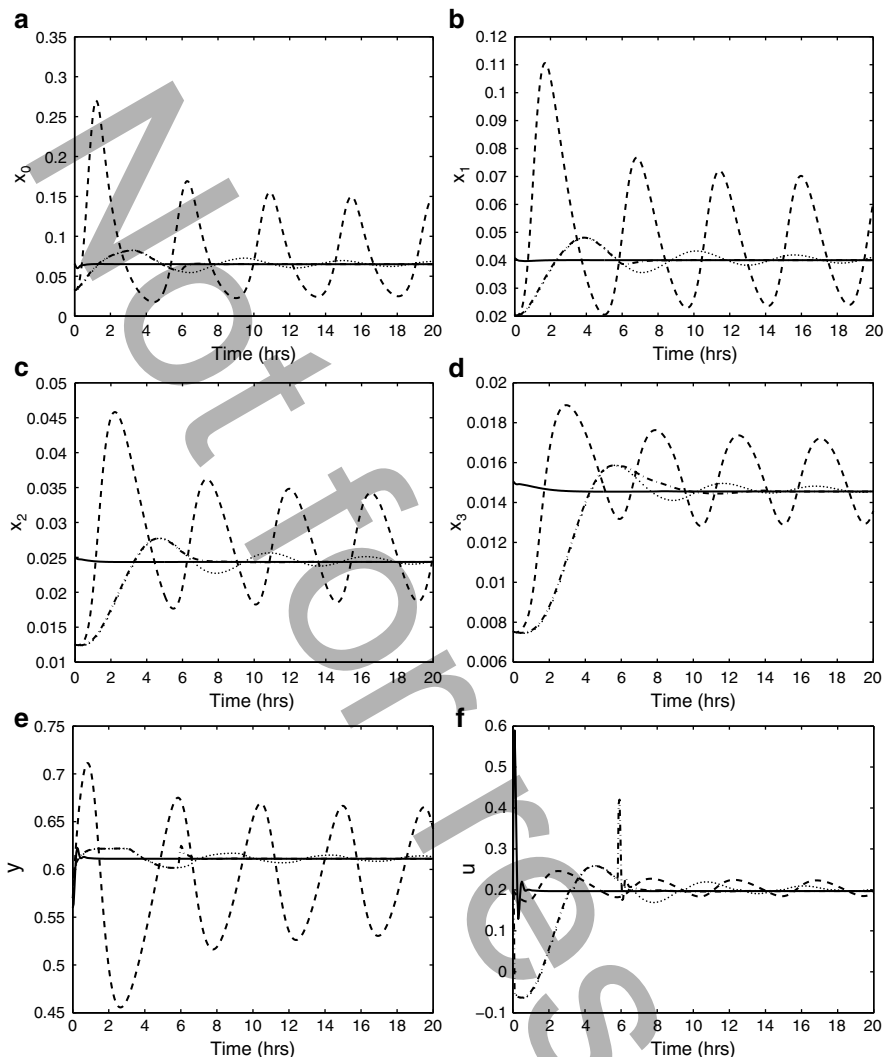 a
b
0.35
0.3
0.25
0.2
0.15
0.1
0.05
0
x0
0 2 4 6 8 10 12 14 16 18 20
Time (hrs)
0.12
0.11
0.1
0.09
0.08
0.07
0.06
0.05
0.04
0.03
0.02
x1
0 2 4 6 8 10 12 14 16 18 20
Time (hrs)
c
d
0.05
0.045
0.04
0.035
0.03
0.025
0.02
0.015
0.01
x2
0 2 4 6 8 10 12 14 16 18 20
Time (hrs)
0.02
0.018
0.016
0.014
0.012
0.01
0.008
0.006
x3
0 2 4 6 8 10 12 14 16 18 20
Time (hrs)
e
f
0.75
0.7
0.65
0.6
0.55
0.5
0.45
y
0 2 4 6 8 10 12 14 16 18 20
Time (hrs)
0.6
0.5
0.4
0.3
0.2
0.1
0
−0.1
u
0 2 4 6 8 10 12 14 16 18 20
Time (hrs)
Not for res